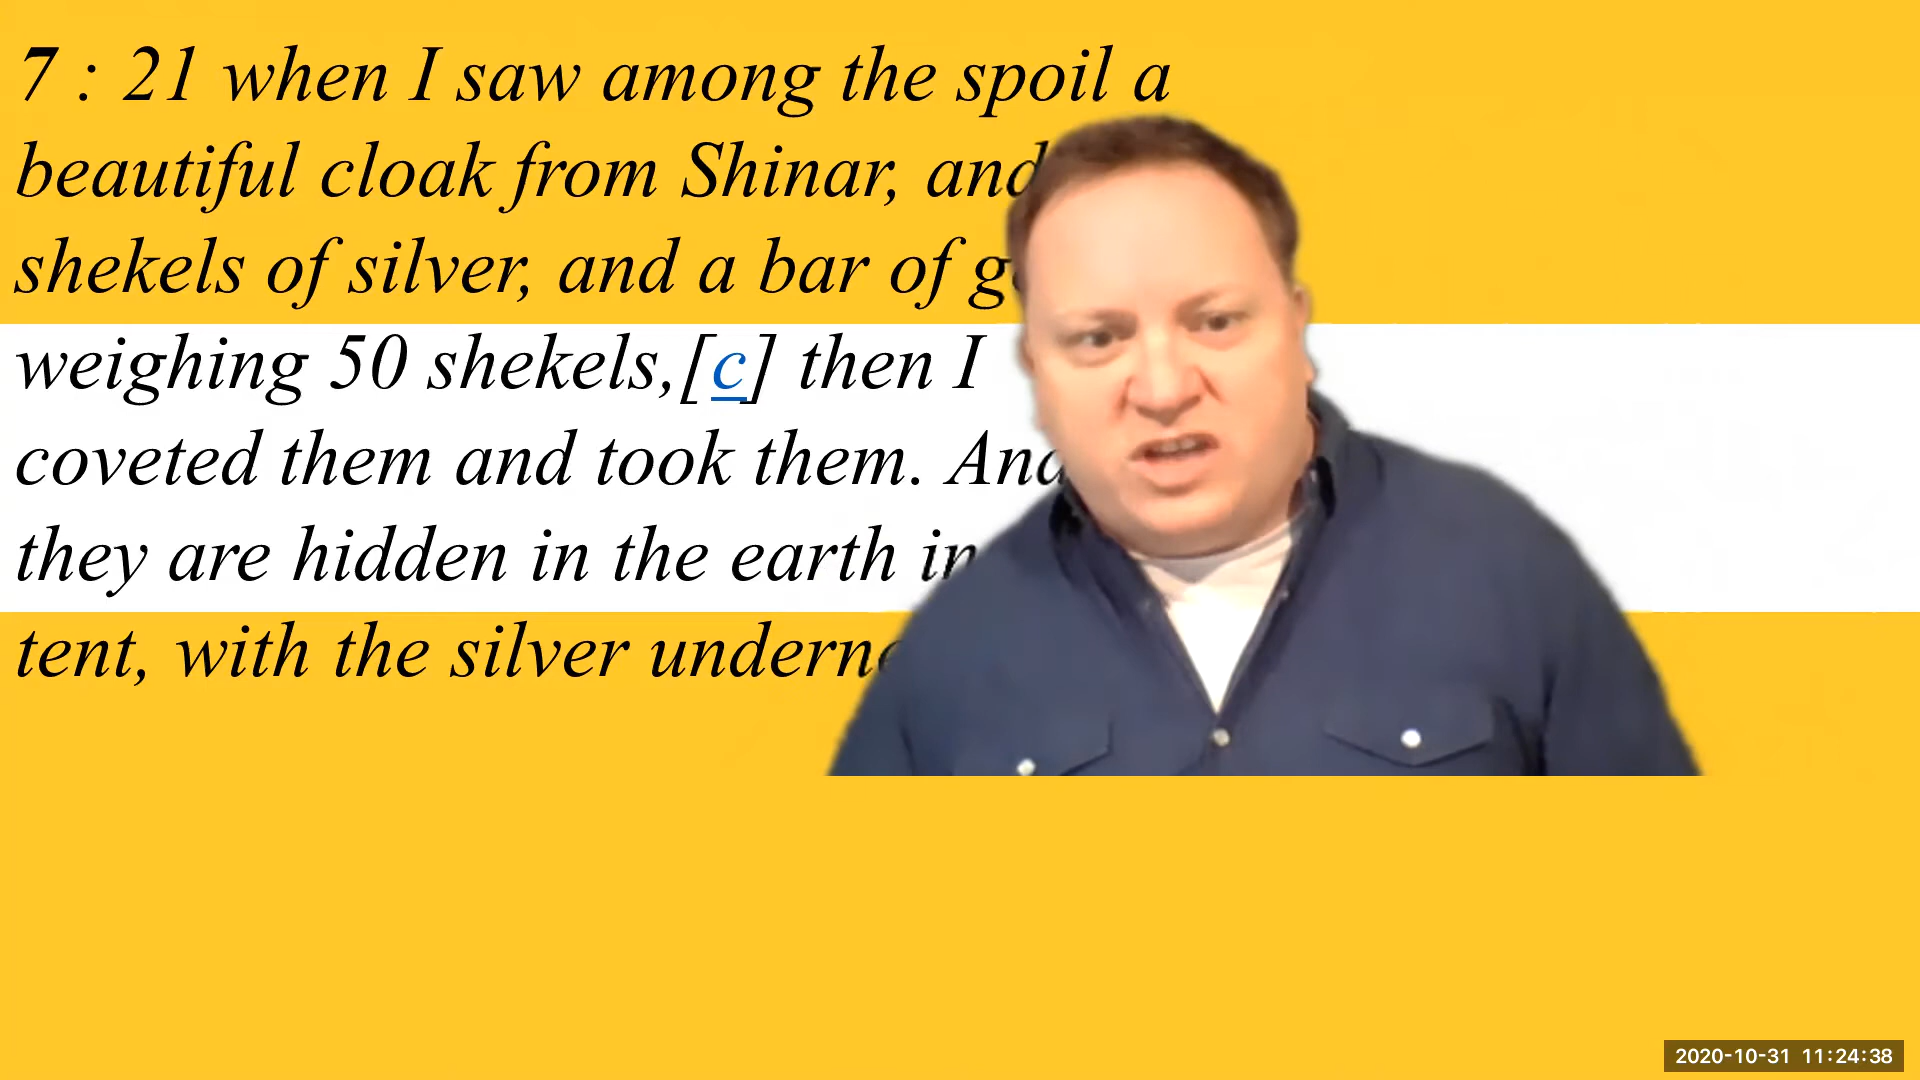 7 : 21 when I saw among the spoil a
beautiful cloak from Shinar, and
shekels of silver, and a bar of
weighing 50 shekels,[c] then I
coveted them and took them. And
they are hidden in the earth in
tent, with the silver
2020-10-31 11:24:38